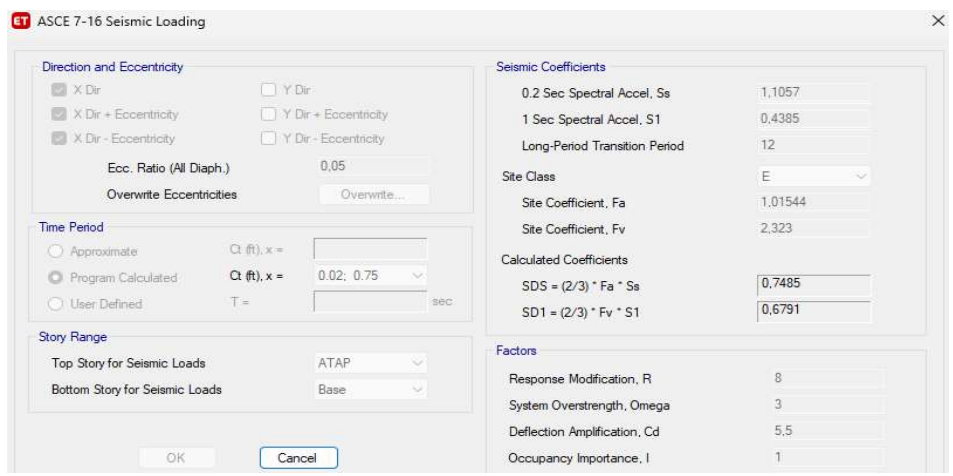 ET ASCE 7-16 Seismic Loading
Direction and Eccentricity
X Dir Y Dir
X Dir + Eccentricity Y Dir + Eccentricity
X Dir - Eccentricity Y Dir - Eccentricity
Ecc. Ratio (All Diaph.) 0,05
Overwrite Eccentricities Overwrite...
Time Period
Approximate Ct (ft), x =
Program Calculated Ct (ft), x = 0.02; 0.75
User Defined T = sec
Story Range
Top Story for Seismic Loads ATAP
Bottom Story for Seismic Loads Base
OK Cancel
Seismic Coefficients
0.2 Sec Spectral Accel, Ss 1,1057
1 Sec Spectral Accel, S1 0,4385
Long-Period Transition Period 12
Site Class E
Site Coefficient, Fa 1,01544
Site Coefficient, Fv 2,323
Calculated Coefficients
SDS = (2/3) * Fa * Ss 0,7485
SD1 = (2/3) * Fv * S1 0,6791
Factors
Response Modification, R 8
System Overstrength, Omega 3
Deflection Amplification, Cd 5,5
Occupancy Importance, I 1